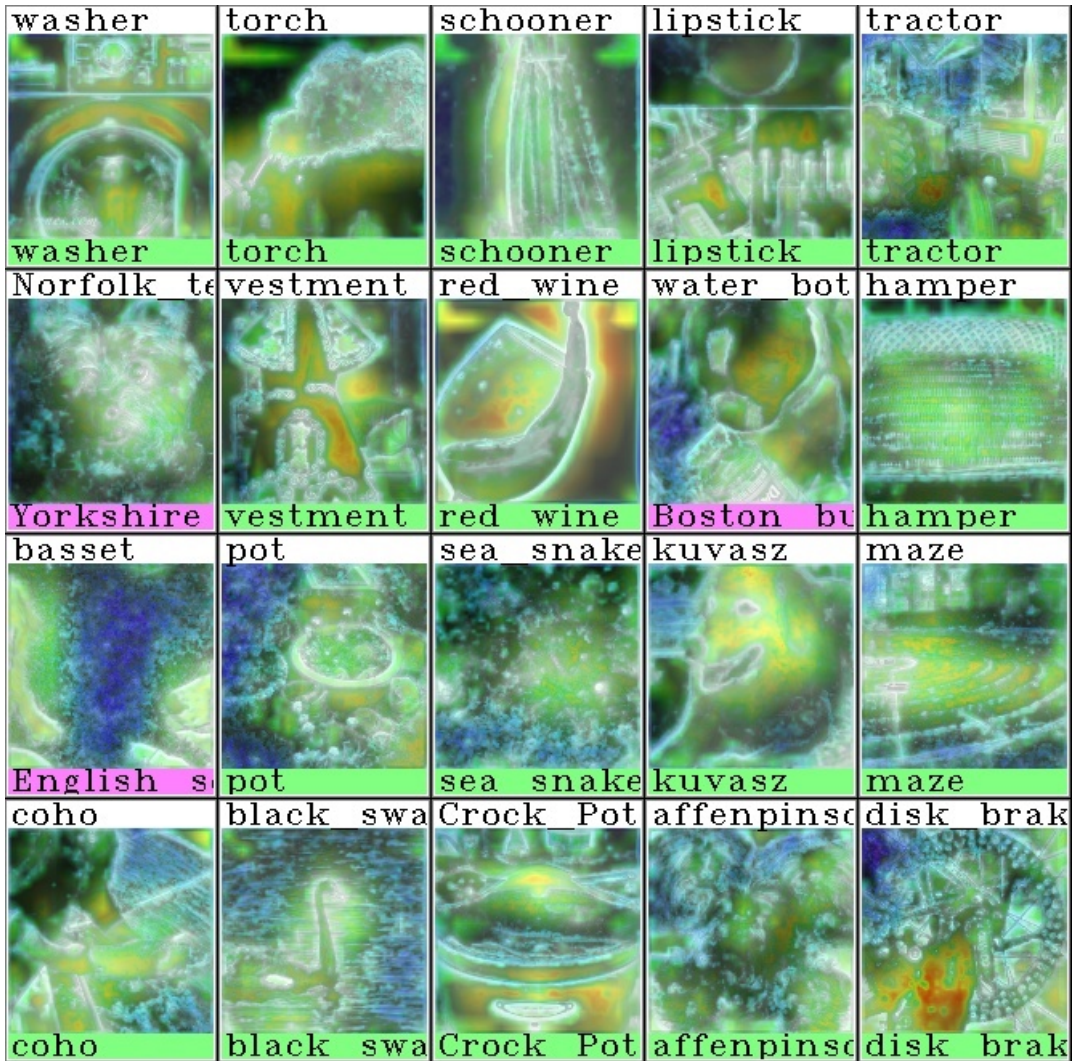 washer torch schooner lipstick tractor
washer torch schooner lipstick tractor
Norfolk_te vestment red_wine water_bot hamper
Yorkshire vestment red wine Boston bu hamper
basset pot sea_snake kuvasz maze
English s pot sea snake kuvasz maze
coho black_swa Crock_Pot affenpinsc disk_brak
coho black swa Crock Pot affenpinsc disk brak